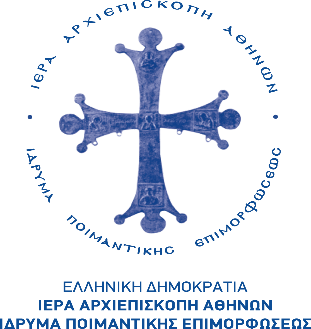 ΙΕΡΑ ΑΡΧΙΕΠΙΣΚΟΠΗ ΑΘΗΝΩΝ
ΙΔΡΥΜΑ ΠΟΙΜΑΝΤΙΚΗΣ ΕΠΙΜΟΡΦΩΣΕΩΣ
ΕΛΛΗΝΙΚΗ ΔΗΜΟΚΡΑΤΙΑ
ΙΕΡΑ ΑΡΧΙΕΠΙΣΚΟΠΗ ΑΘΗΝΩΝ
ΙΔΡΥΜΑ ΠΟΙΜΑΝΤΙΚΗΣ ΕΠΙΜΟΡΦΩΣΕΩΣ